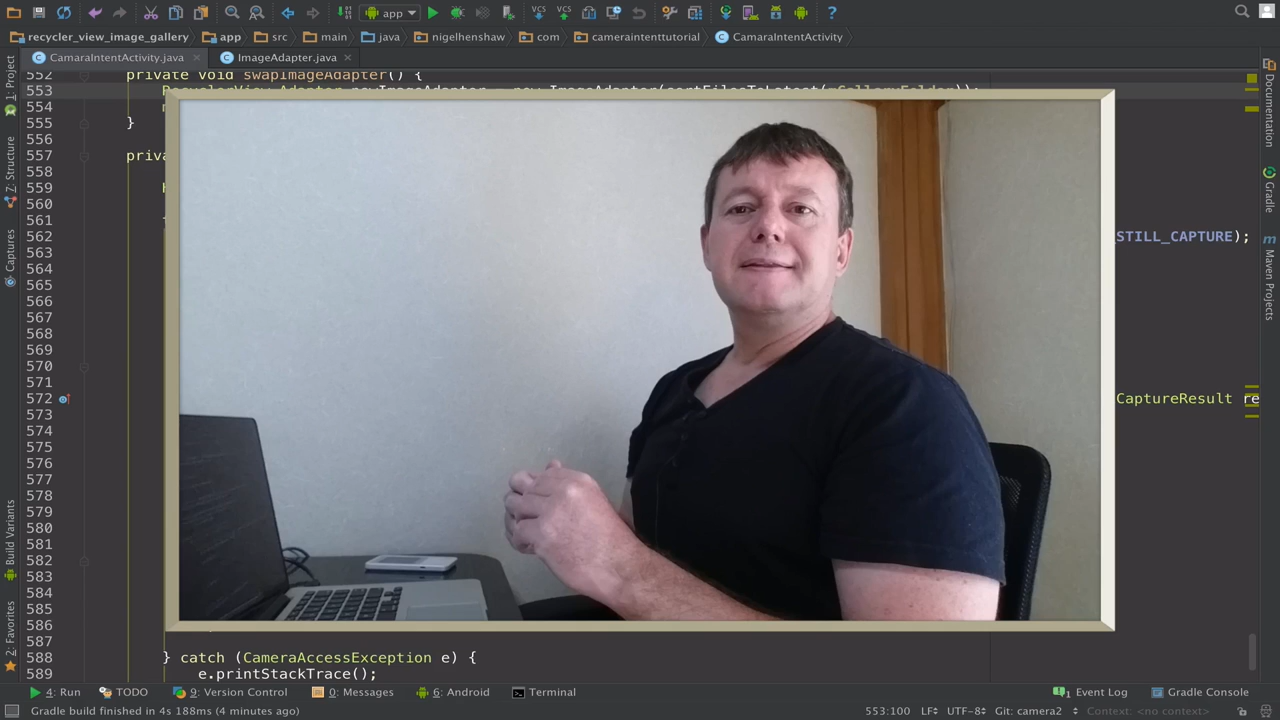 app
recycler_view_image_gallery app src main java nigelhenshaw com cameraintenttutorial CamaraIntentActivity
CamaraIntentActivity.java ImageAdapter.java
1: Project
Z: Structure
Captures
Build Variants
2: Favorites
Documentation
Gradle
Maven Projects
552 private void swapImageAdapter() {
553
554
555 }
556
557 priva
558
559
560
561
562 STILL_CAPTURE);
563
564
565
566
567
568
569
570
571
572 CaptureResult re
573
574
575
576
577
578
579
580
581
582
583
584
585
586
587
588 } catch (CameraAccessException e) {
589 e.printStackTrace();
4: Run TODO 9: Version Control 0: Messages 6: Android Terminal 1 Event Log Gradle Console
Gradle build finished in 4s 188ms (4 minutes ago) 553:100 LF UTF-8 Git: camera2 Context: <no context>